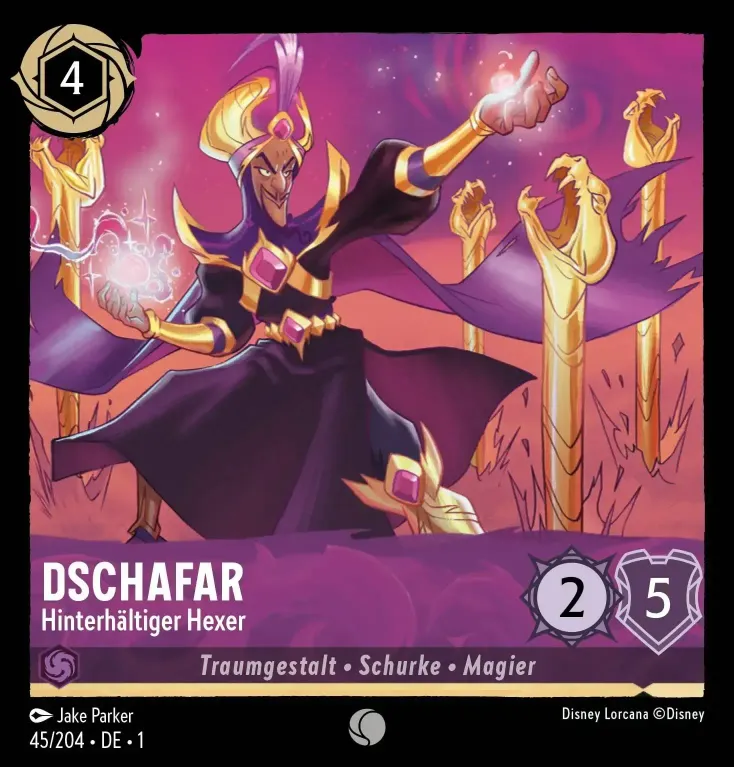 4
DSCHAFAR
Hinterhältiger Hexer
2
5
Traumgestalt • Schurke • Magier
Jake Parker
Disney Lorcana ©Disney
45/204 • DE • 1